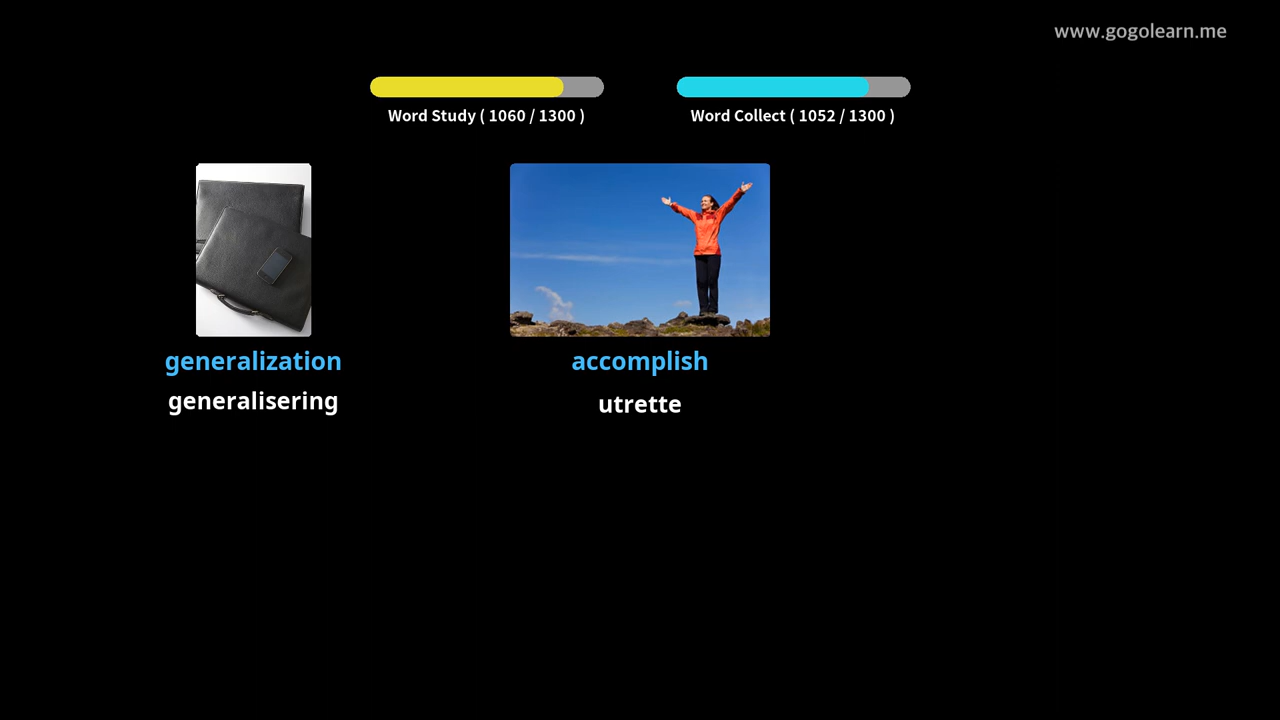 www.gogolearn.me
Word Study ( 1060 / 1300 )
Word Collect ( 1052 / 1300 )
generalization
generalisering
accomplish
utrette